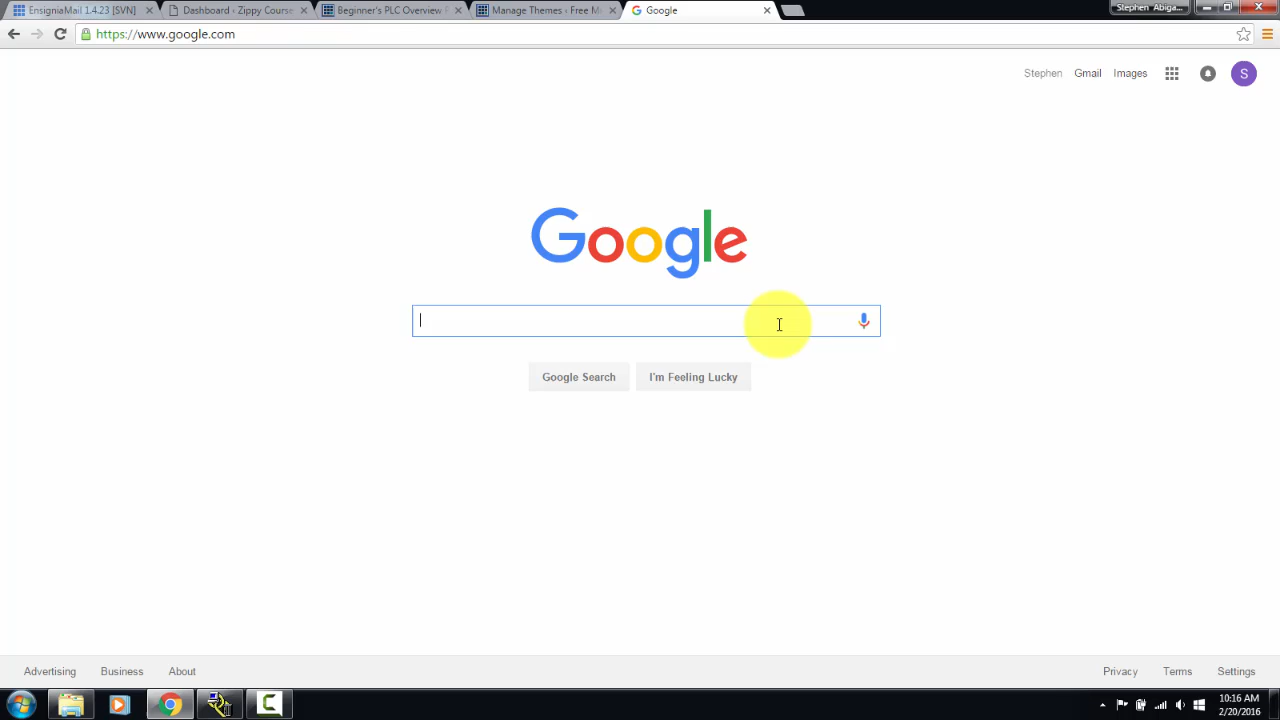 EnsigniaMail 1.4.23 [SVN]
Dashboard ‹ Zippy Course
Beginner's PLC Overview
Manage Themes ‹ Free M
Google
Stephen Abiga...
https://www.google.com
Stephen
Gmail
Images
S
Google
Google Search
I'm Feeling Lucky
Advertising
Business
About
Privacy
Terms
Settings
10:16 AM
2/20/2016